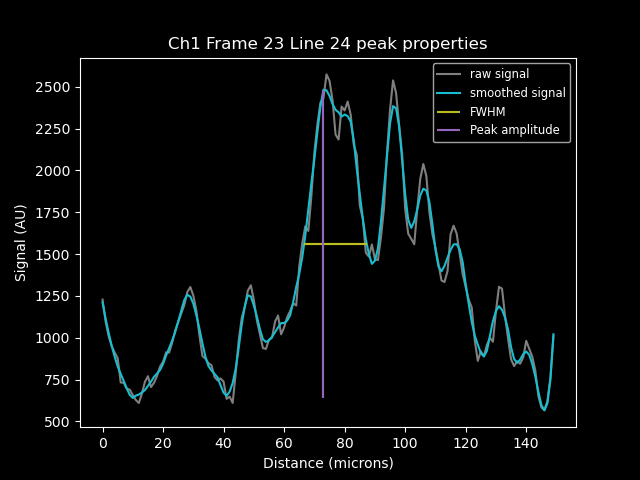 Ch1 Frame 23 Line 24 peak properties
raw signal
smoothed signal
FWHM
Peak amplitude
Signal (AU)
2500
2250
2000
1750
1500
1250
1000
750
500
0 20 40 60 80 100 120 140
Distance (microns)